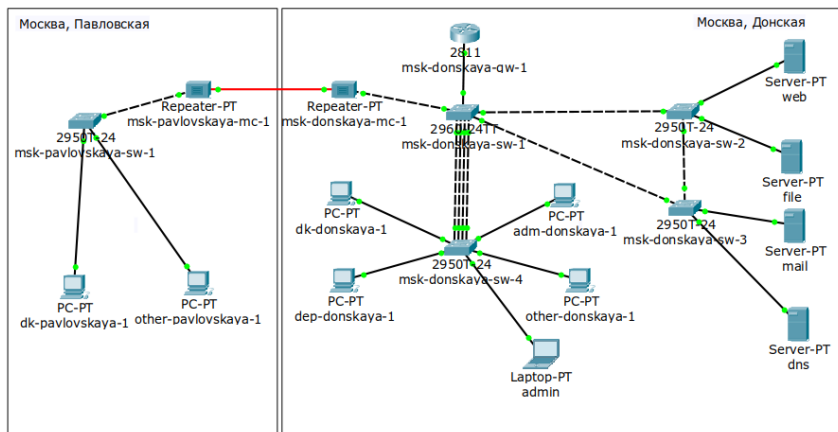 Москва, Павловская
Москва, Донская
2811
msk-donskaya-gw-1
Repeater-PT
msk-pavlovskaya-mc-1
Repeater-PT
msk-donskaya-mc-1
2950T-24
msk-pavlovskaya-sw-1
2960-24TT
msk-donskaya-sw-1
2950T-24
msk-donskaya-sw-2
Server-PT
web
Server-PT
file
PC-PT
dk-donskaya-1
PC-PT
adm-donskaya-1
2950T-24
msk-donskaya-sw-3
Server-PT
mail
2950T-24
msk-donskaya-sw-4
PC-PT
dk-pavlovskaya-1
PC-PT
other-pavlovskaya-1
PC-PT
dep-donskaya-1
PC-PT
other-donskaya-1
Laptop-PT
admin
Server-PT
dns